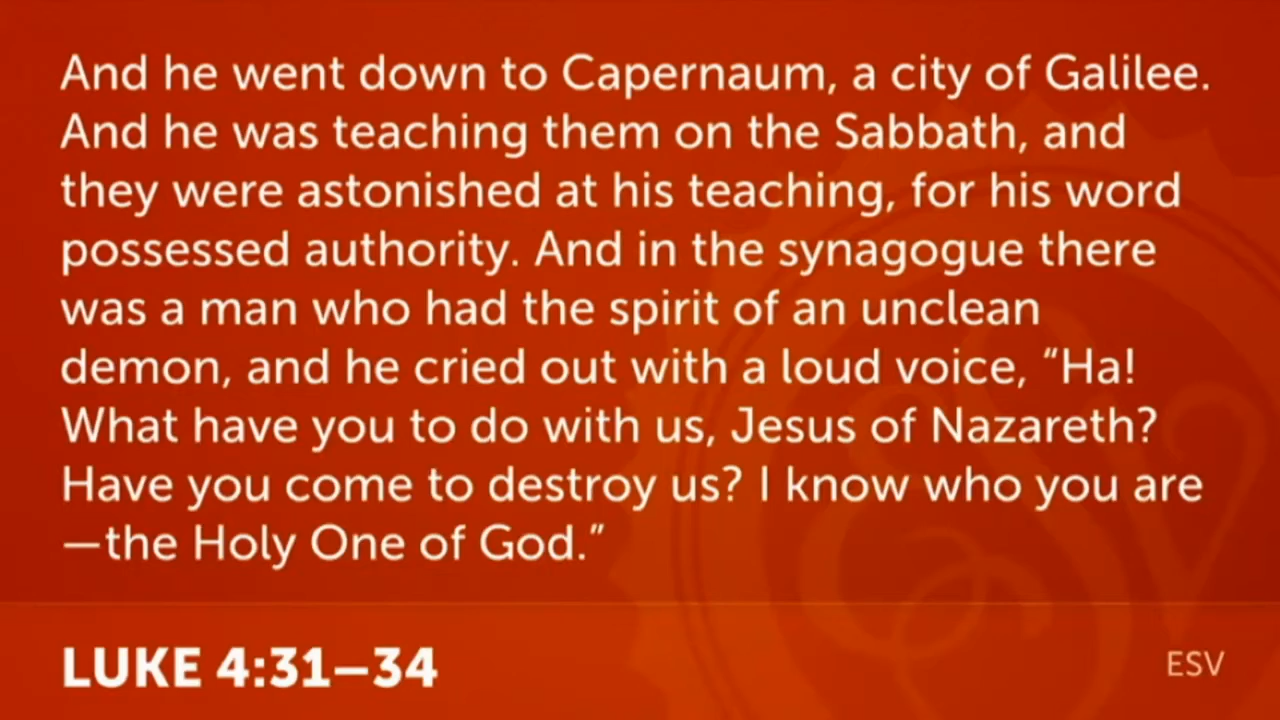 And he went down to Capernaum, a city of Galilee.
And he was teaching them on the Sabbath, and
they were astonished at his teaching, for his word
possessed authority. And in the synagogue there
was a man who had the spirit of an unclean
demon, and he cried out with a loud voice, “Ha!
What have you to do with us, Jesus of Nazareth?
Have you come to destroy us? I know who you are
—the Holy One of God.”
LUKE 4:31–34
ESV